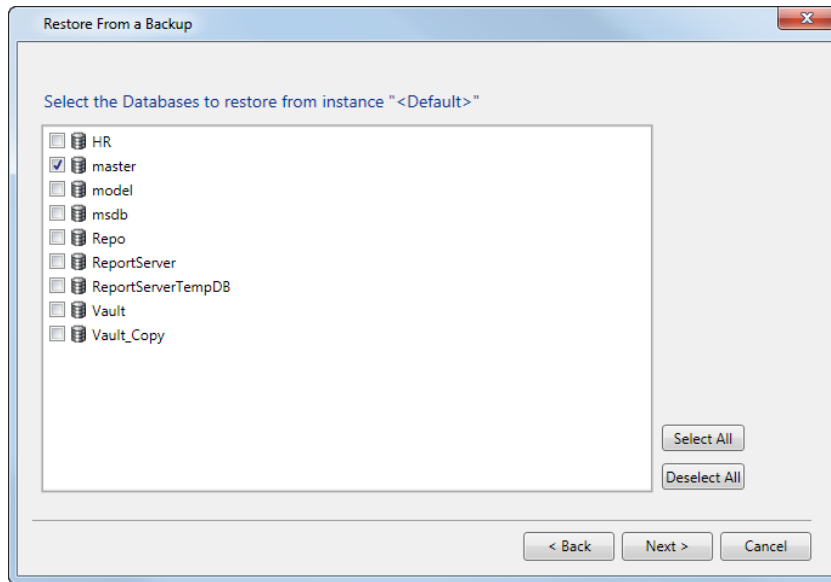 Restore From a Backup
Select the Databases to restore from instance "<Default>"
HR
master
model
msdb
Repo
ReportServer
ReportServerTempDB
Vault
Vault_Copy
Select All
Deselect All
< Back
Next >
Cancel